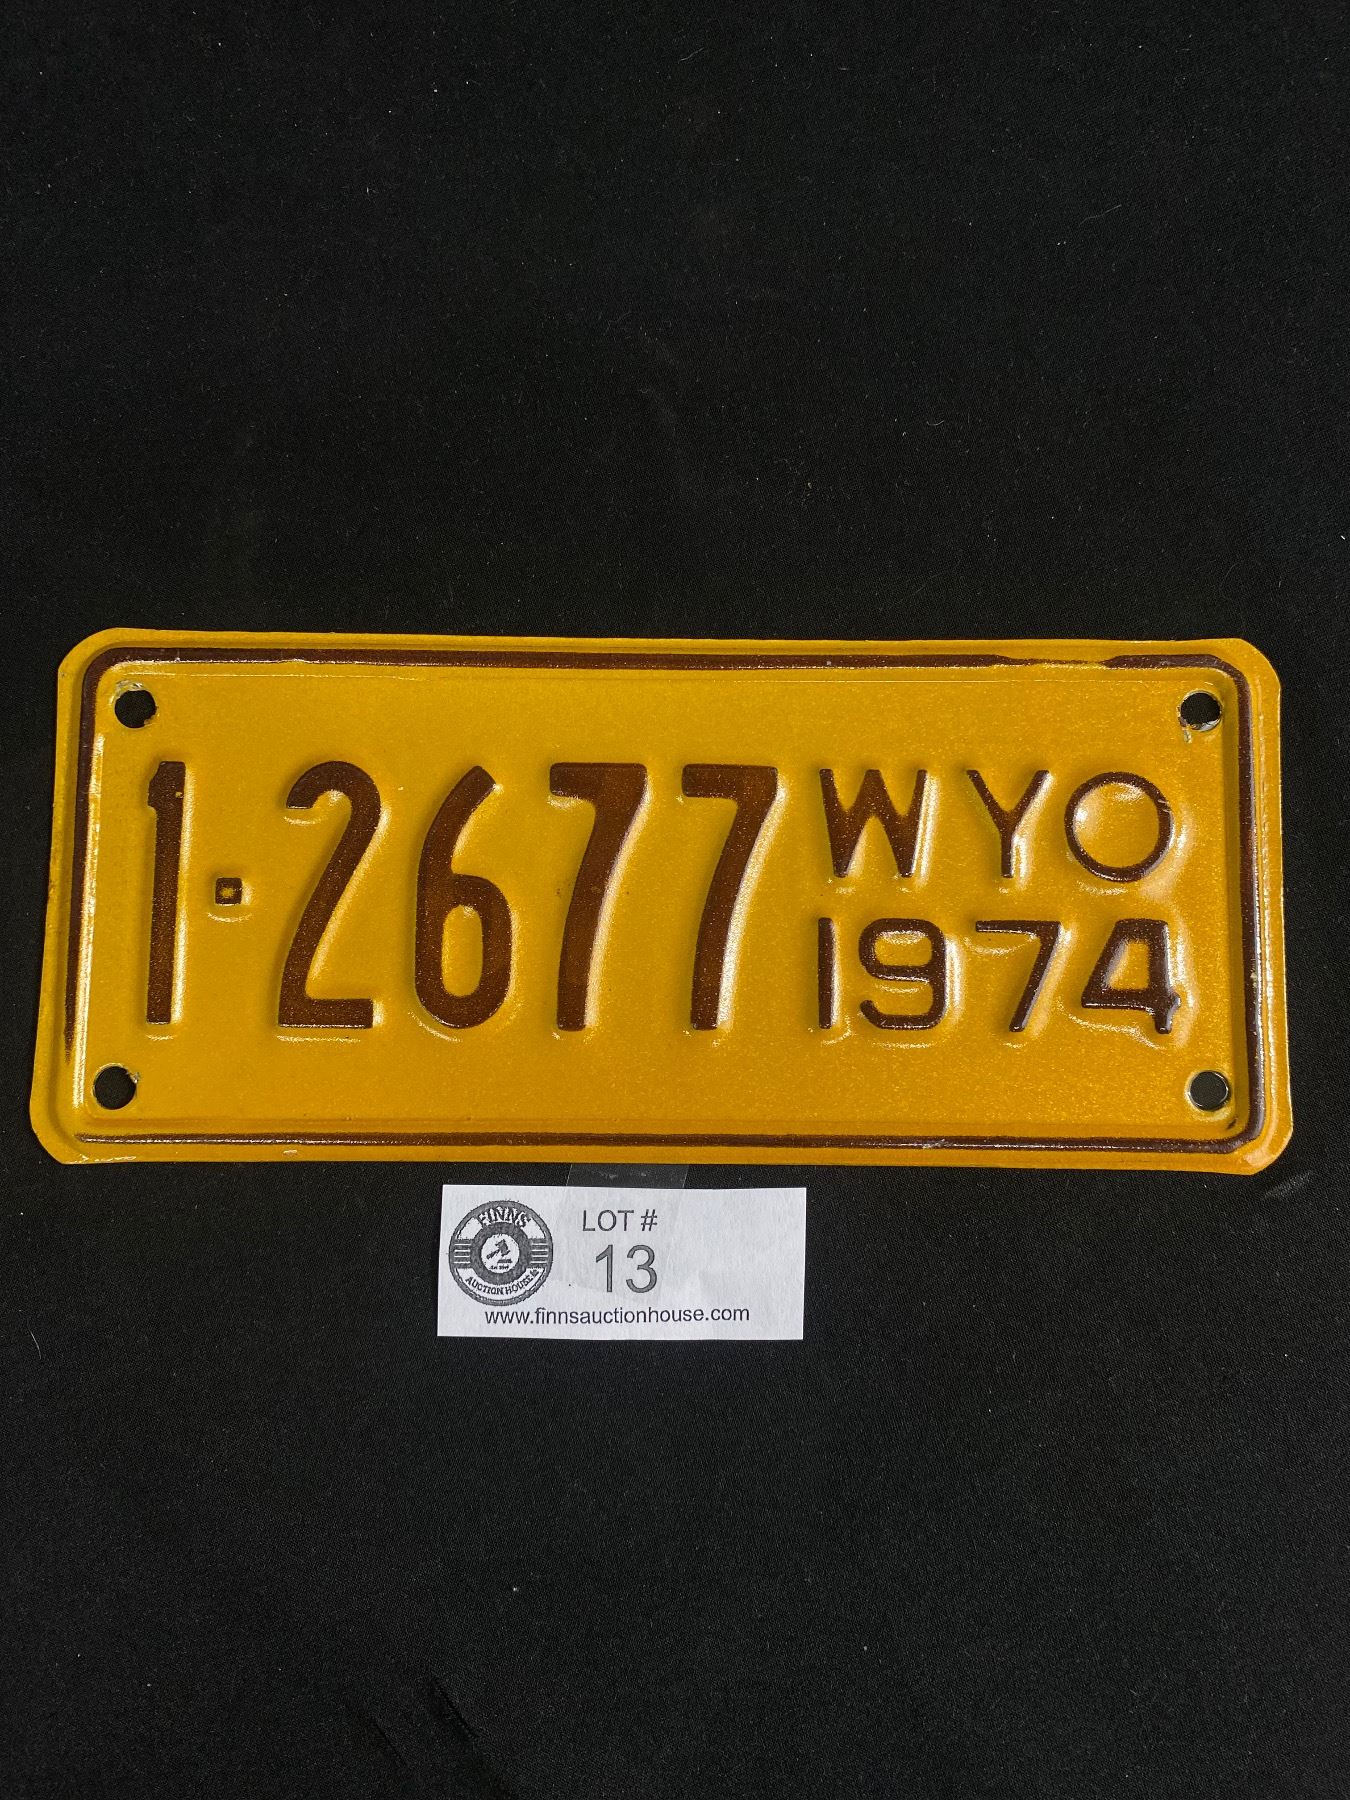 1-2677 WYO
1974
FINNS
AUCTION HOUSE
LOT #
13
www.finnsauctionhouse.com